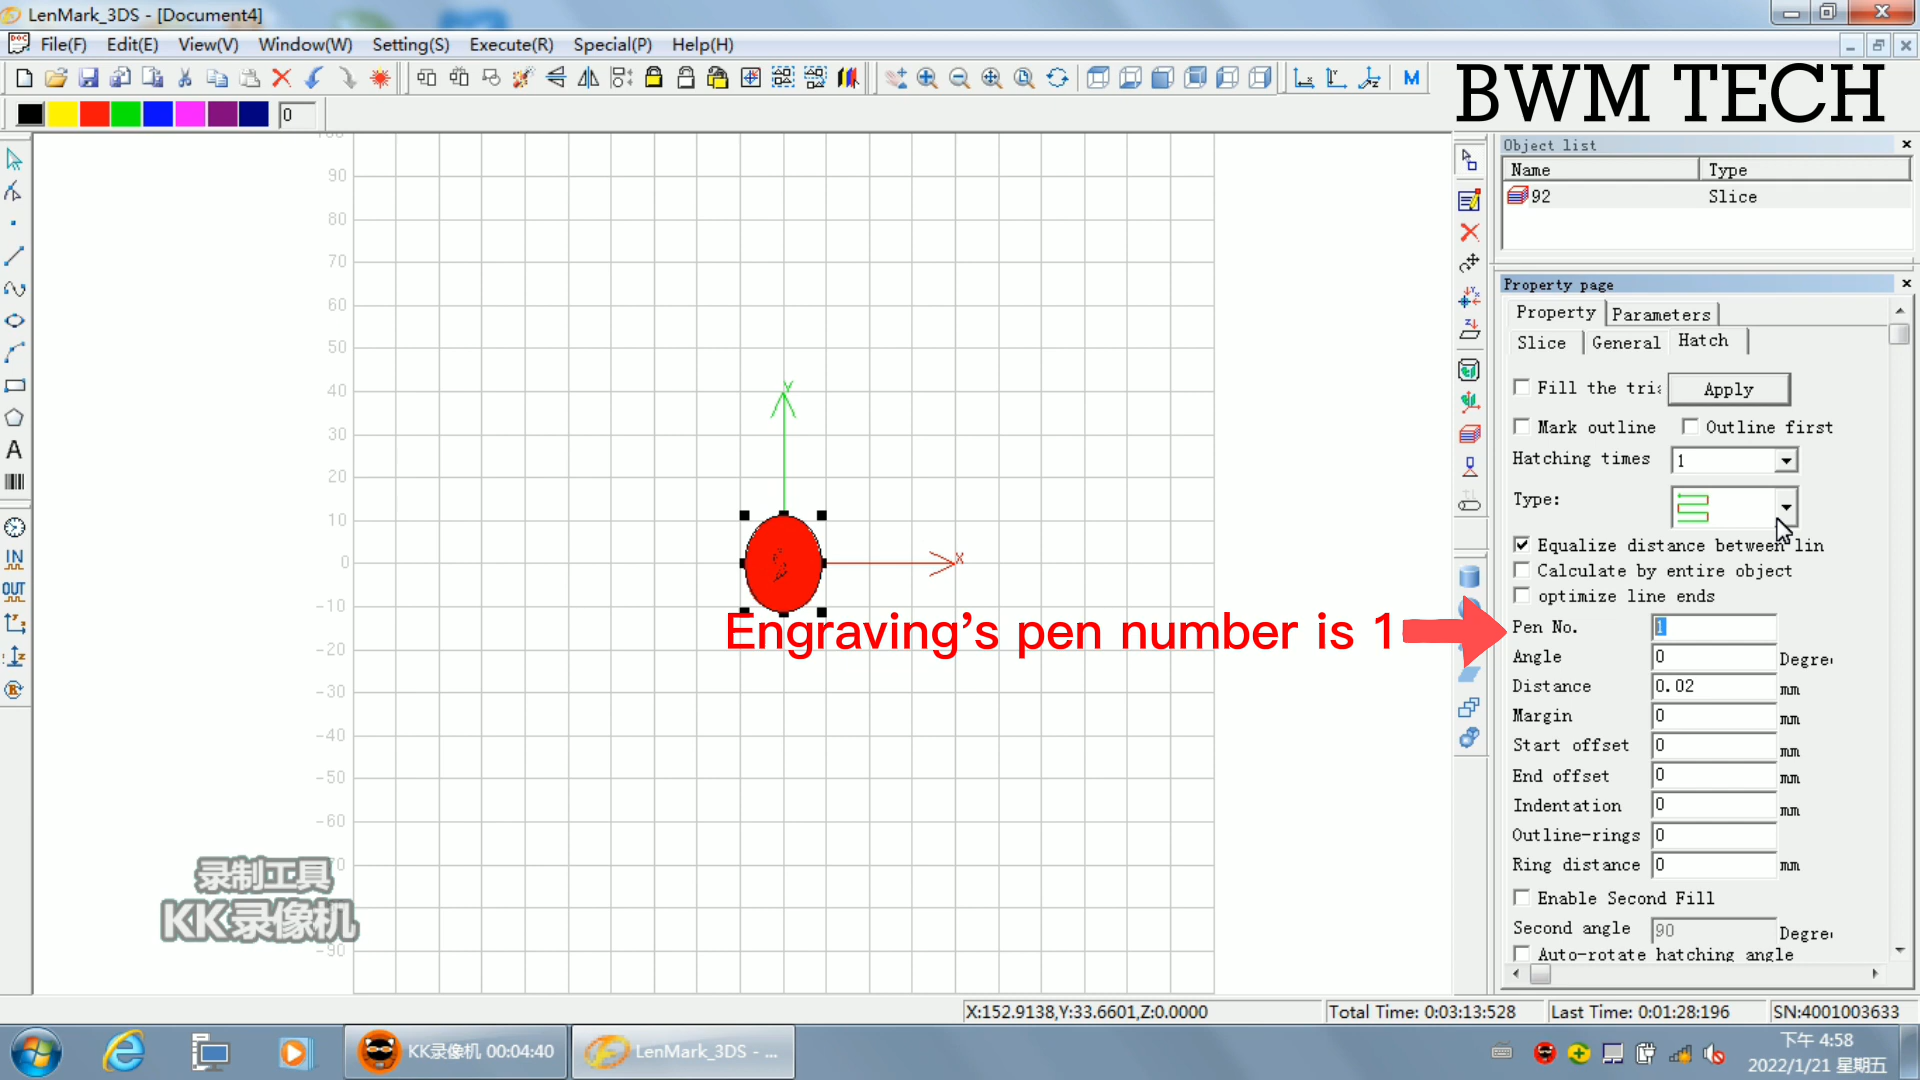 LenMark_3DS - [Document4]
File(F) Edit(E) View(V) Window(W) Setting(S) Execute(R) Special(P) Help(H)
BWM TECH
0
M
Object list
Name Type
92 Slice
Property page
Property Parameters
Slice General Hatch
Fill the Apply
Mark outline Outline first
Hatching times 1
Type:
Equalize distance between lin
Calculate by entire object
optimize line ends
Pen No. 1
Angle 0
Distance 0.02 mm
Margin 0 mm
Start offset 0 mm
End offset 0 mm
Indentation 0 mm
Outline-rings 0
Ring distance 0 mm
Enable Second Fill
Second angle 90
Auto-rotate hatching angle
90
80
70
60
50
40
30
20
10
0
-10
-20
-30
-40
-50
-60
-90
Y
X
A
IN
OUT
Engraving's pen number is 1
录制工具
KK录像机
X:152.9138,Y:33.6601,Z:0.0000
Total Time: 0:03:13:528
Last Time: 0:01:28:196
SN:4001003633
KK录像机 00:04:40
LenMark_3DS - ...
下午 4:58
2022/1/21 星期五